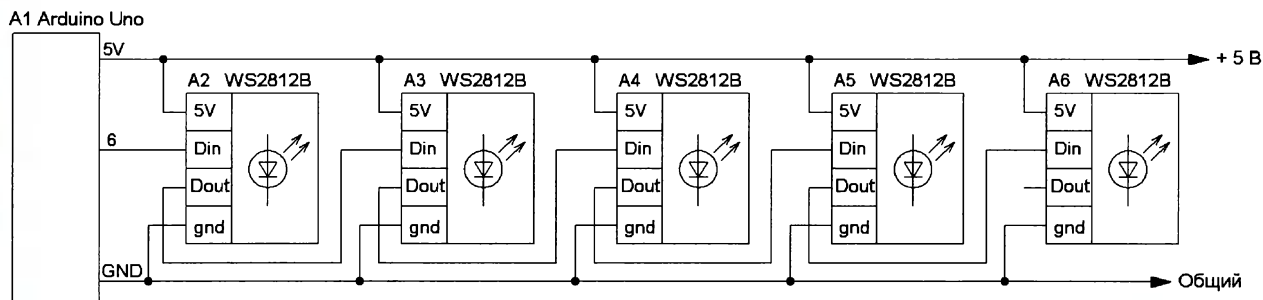 A1 Arduino Uno
5V
+ 5 В
A2 WS2812B
A3 WS2812B
A4 WS2812B
A5 WS2812B
A6 WS2812B
5V
5V
5V
5V
5V
6
Din
Din
Din
Din
Din
Dout
Dout
Dout
Dout
Dout
gnd
gnd
gnd
gnd
gnd
GND
Общий